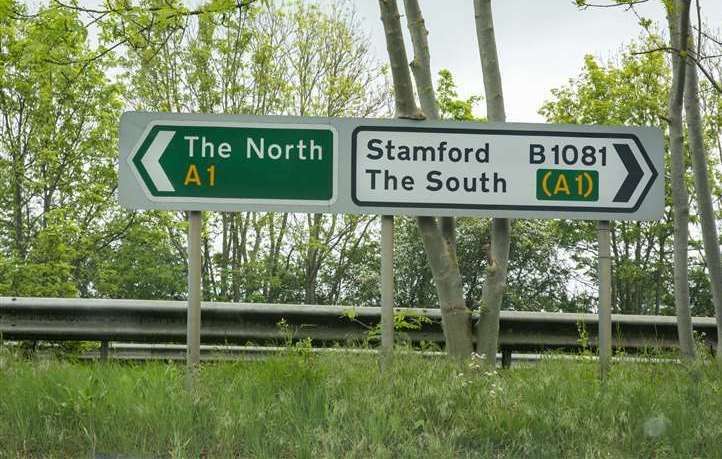 The North
A1
Stamford B1081
The South (A1)